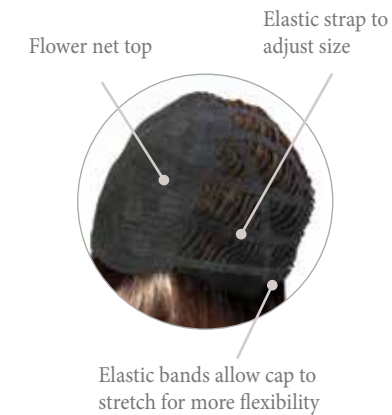 Elastic strap to
adjust size
Flower net top
Elastic bands allow cap to
stretch for more flexibility